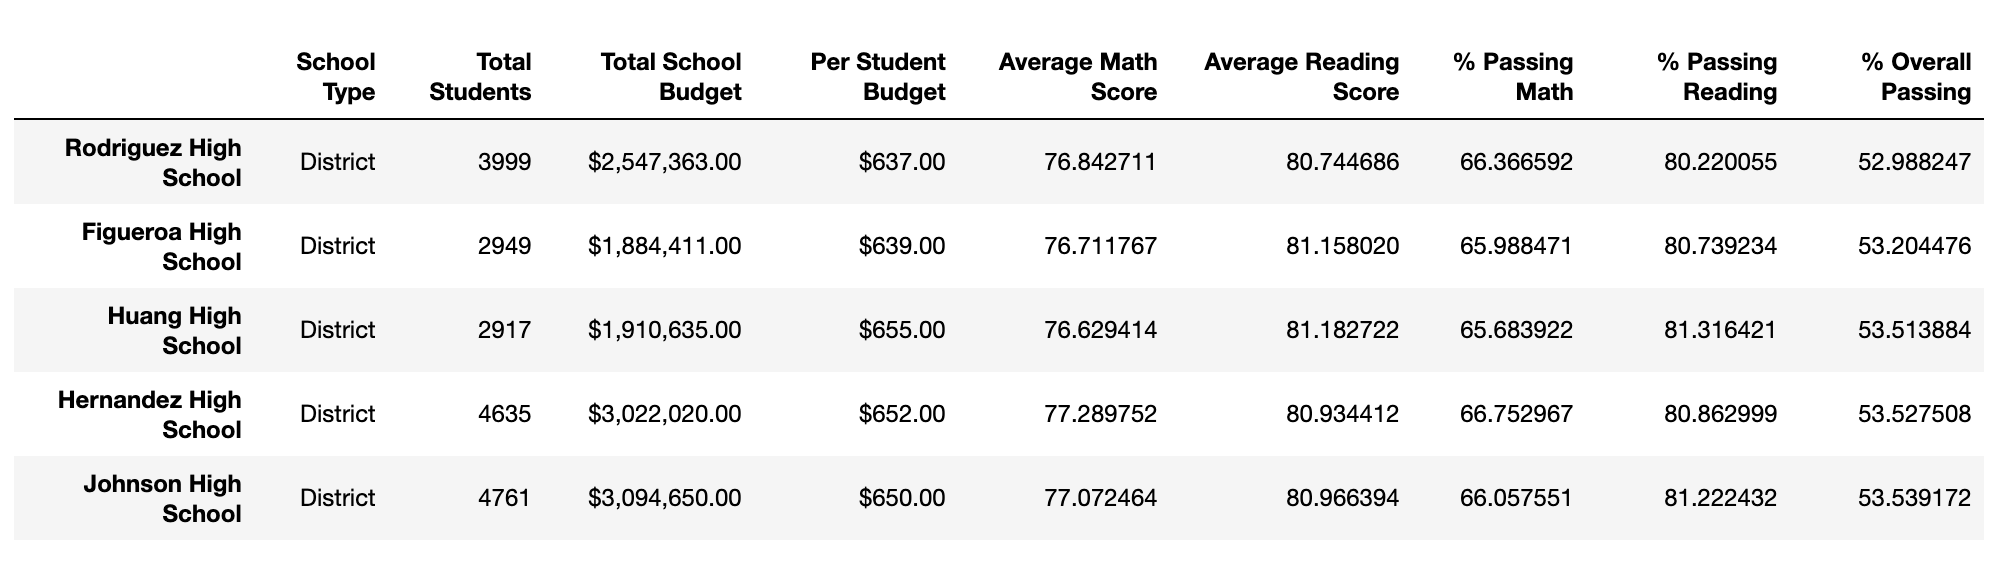 School Total Total School Per Student Average Math Average Reading % Passing % Passing % Overall
Type Students Budget Budget Score Score Math Reading Passing
Rodriguez High
School District 3999 $2,547,363.00 $637.00 76.842711 80.744686 66.366592 80.220055 52.988247
Figueroa High
School District 2949 $1,884,411.00 $639.00 76.711767 81.158020 65.988471 80.739234 53.204476
Huang High
School District 2917 $1,910,635.00 $655.00 76.629414 81.182722 65.683922 81.316421 53.513884
Hernandez High
School District 4635 $3,022,020.00 $652.00 77.289752 80.934412 66.752967 80.862999 53.527508
Johnson High
School District 4761 $3,094,650.00 $650.00 77.072464 80.966394 66.057551 81.222432 53.539172